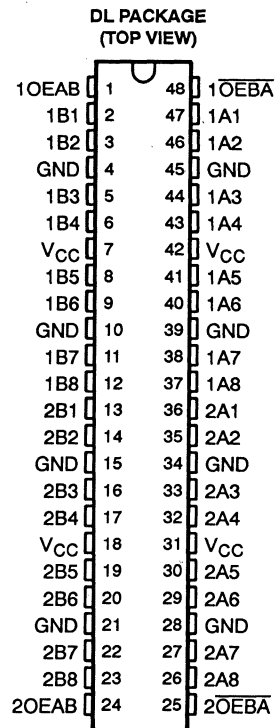 DL PACKAGE
(TOP VIEW)
1OEAB 1 48 1O̅E̅B̅A̅
1B1 2 47 1A1
1B2 3 46 1A2
GND 4 45 GND
1B3 5 44 1A3
1B4 6 43 1A4
VCC 7 42 VCC
1B5 8 41 1A5
1B6 9 40 1A6
GND 10 39 GND
1B7 11 38 1A7
1B8 12 37 1A8
2B1 13 36 2A1
2B2 14 35 2A2
GND 15 34 GND
2B3 16 33 2A3
2B4 17 32 2A4
VCC 18 31 VCC
2B5 19 30 2A5
2B6 20 29 2A6
GND 21 28 GND
2B7 22 27 2A7
2B8 23 26 2A8
2OEAB 24 25 2O̅E̅B̅A̅